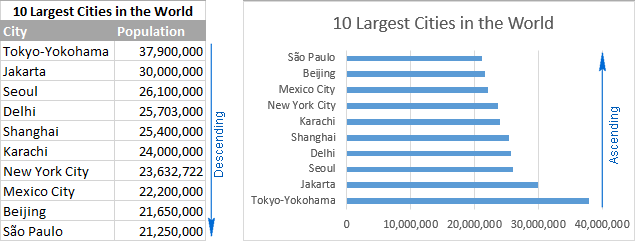 10 Largest Cities in the World
City Population
Tokyo-Yokohama 37,900,000
Jakarta 30,000,000
Seoul 26,100,000
Delhi 25,703,000
Shanghai 25,400,000
Karachi 24,000,000
New York City 23,632,722
Mexico City 22,200,000
Beijing 21,650,000
São Paulo 21,250,000
Descending
10 Largest Cities in the World
São Paulo
Beijing
Mexico City
New York City
Karachi
Shanghai
Delhi
Seoul
Jakarta
Tokyo-Yokohama
0 10,000,000 20,000,000 30,000,000 40,000,000
Ascending